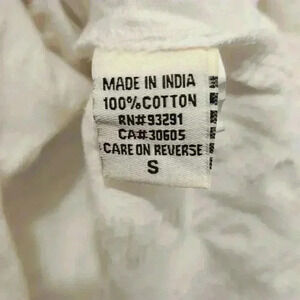 MADE IN INDIA
100% COTTON
RN#93291
CA#30605
CARE ON REVERSE
S